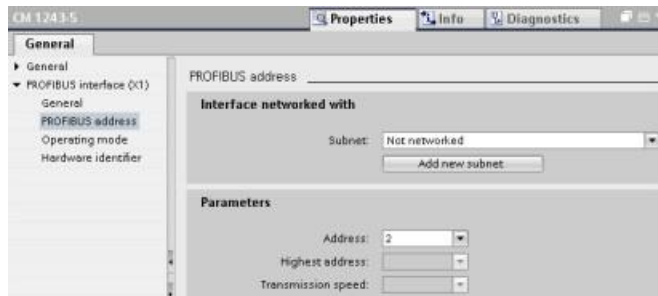 CM 1243-5
Properties
Info
Diagnostics
General
General
PROFIBUS interface (X1)
General
PROFIBUS address
Operating mode
Hardware identifier
PROFIBUS address
Interface networked with
Subnet: Not networked
Add new subnet
Parameters
Address: 2
Highest address:
Transmission speed: